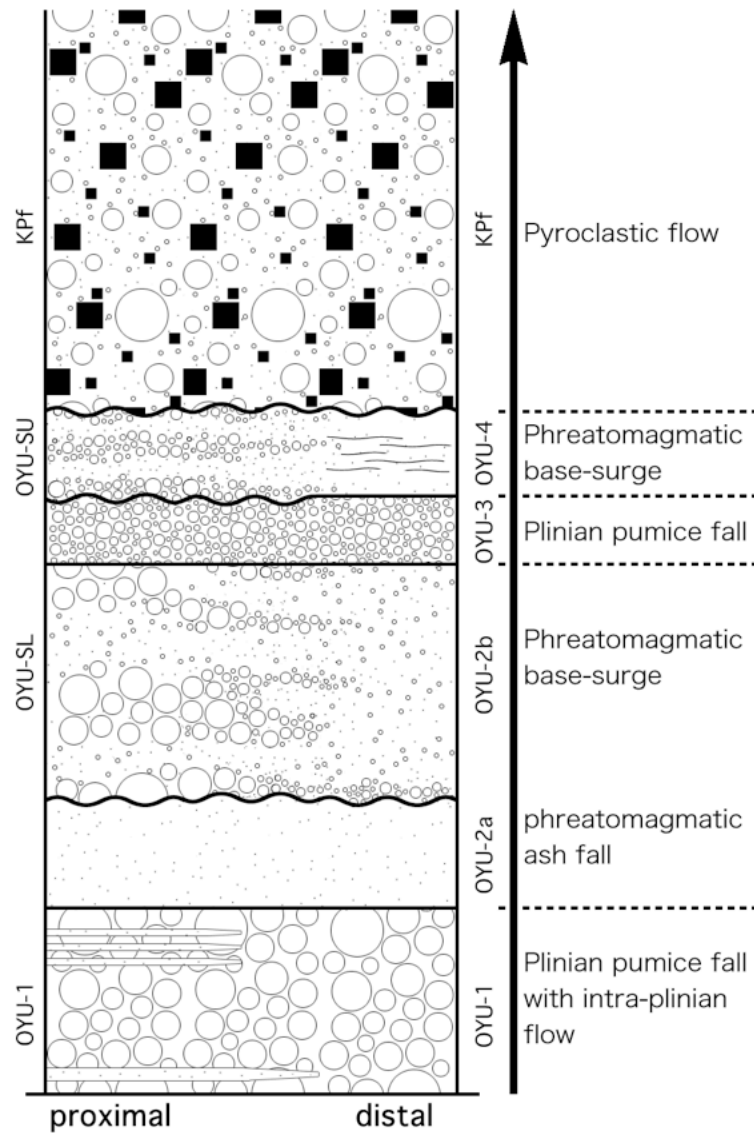 KPf
KPf
Pyroclastic flow
OYU-SU
OYU-4
Phreatomagmatic
base-surge
OYU-3
Plinian pumice fall
OYU-SL
OYU-2b
Phreatomagmatic
base-surge
OYU-2a
phreatomagmatic
ash fall
OYU-1
OYU-1
Plinian pumice fall
with intra-plinian
flow
proximal
distal